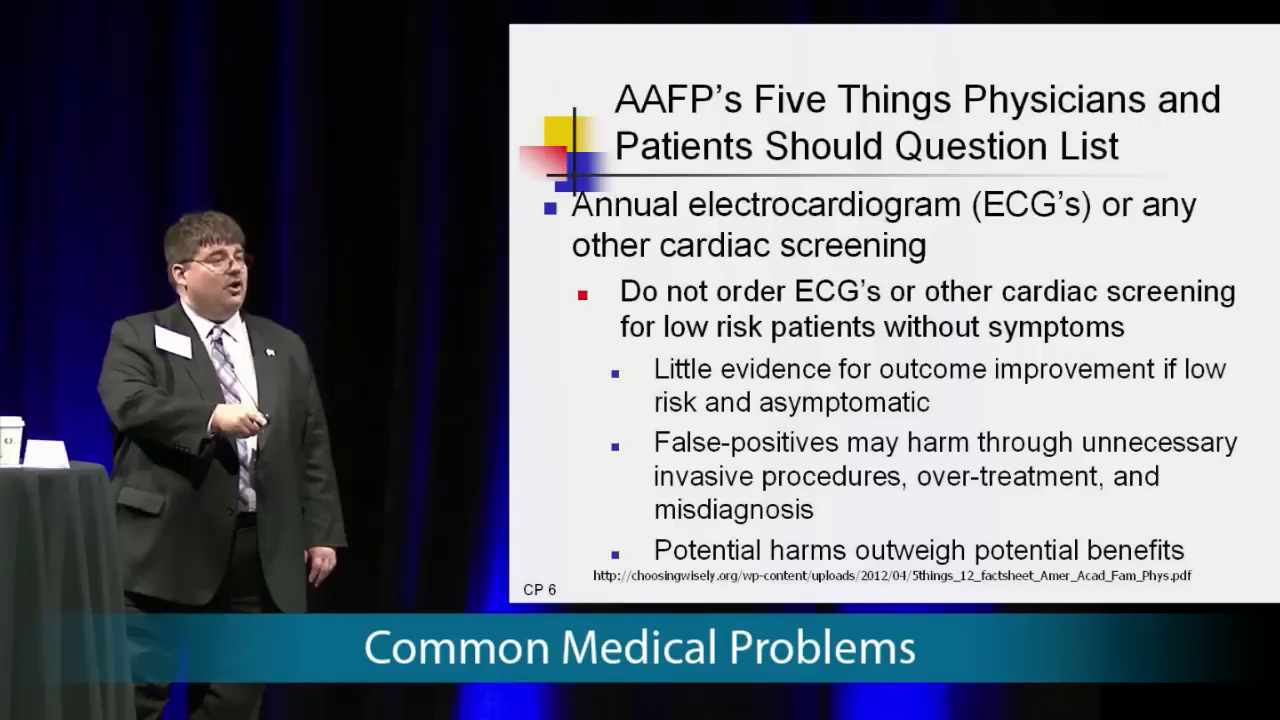 AAFP's Five Things Physicians and
Patients Should Question List
Annual electrocardiogram (ECG's) or any
other cardiac screening
Do not order ECG's or other cardiac screening
for low risk patients without symptoms
Little evidence for outcome improvement if low
risk and asymptomatic
False-positives may harm through unnecessary
invasive procedures, over-treatment, and
misdiagnosis
Potential harms outweigh potential benefits
http://choosingwisely.org/wp-content/uploads/2012/04/5things_12_factsheet_Amer_Acad_Fam_Phys.pdf
CP 6
Common Medical Problems